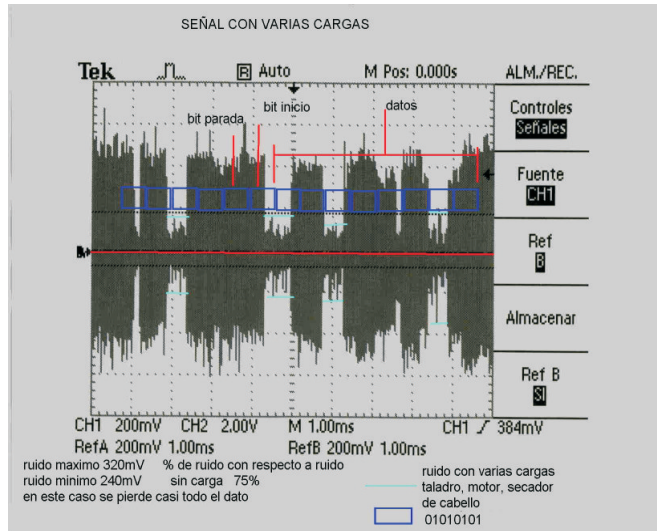 SEÑAL CON VARIAS CARGAS
Tek
R Auto
M Pos: 0.000s
ALM./REC.
bit parada
bit inicio
datos
Controles
Señales
Fuente
CH1
Ref
B
Almacenar
Ref B
SI
CH1 200mV CH2 2.00V M 1.00ms CH1 384mV
RefA 200mV 1.00ms RefB 200mV 1.00ms
ruido maximo 320mV % de ruido con respecto a ruido
ruido minimo 240mV sin carga 75%
en este caso se pierde casi todo el dato
ruido con varias cargas
taladro, motor, secador
de cabello
01010101